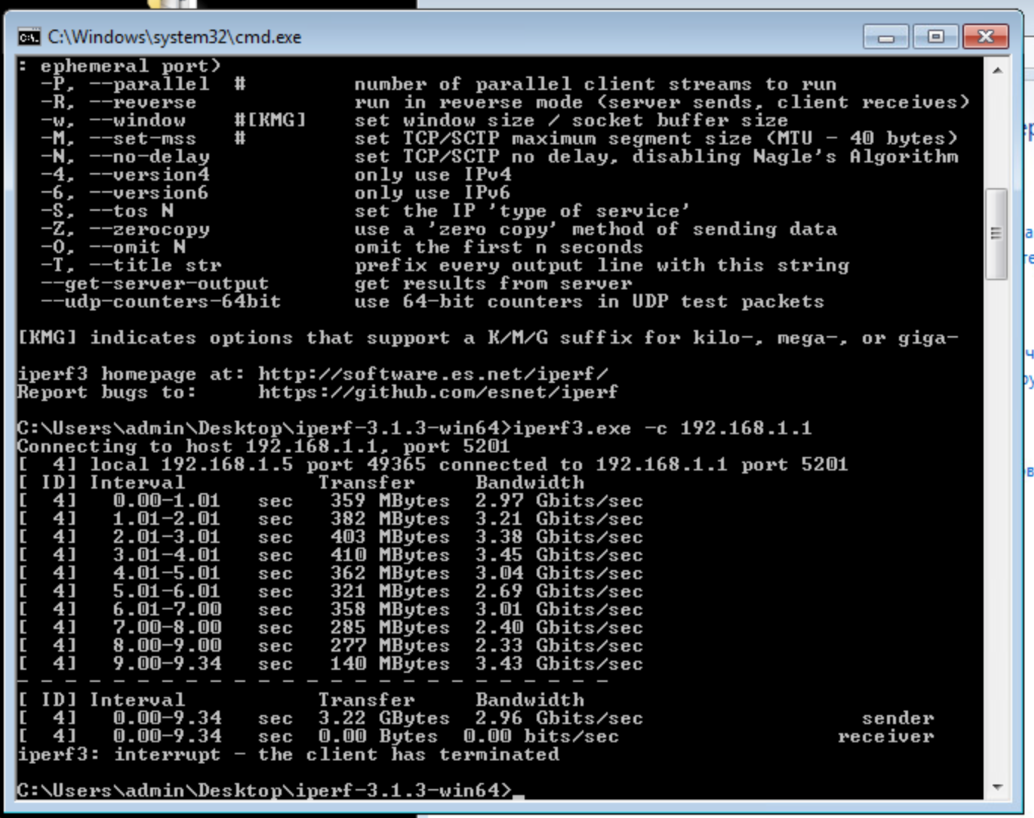 C:\Windows\system32\cmd.exe
: ephemeral port)
  -P, --parallel  #         number of parallel client streams to run
  -R, --reverse             run in reverse mode (server sends, client receives)
  -w, --window    #[KMG]    set window size / socket buffer size
  -M, --set-mss   #         set TCP/SCTP maximum segment size (MTU - 40 bytes)
  -N, --no-delay            set TCP/SCTP no delay, disabling Nagle's Algorithm
  -4, --version4            only use IPv4
  -6, --version6            only use IPv6
  -S, --tos N               set the IP 'type of service'
  -Z, --zerocopy            use a 'zero copy' method of sending data
  -O, --omit N              omit the first n seconds
  -T, --title str           prefix every output line with this string
  --get-server-output       get results from server
  --udp-counters-64bit      use 64-bit counters in UDP test packets
[KMG] indicates options that support a K/M/G suffix for kilo-, mega-, or giga-
iperf3 homepage at: http://software.es.net/iperf/
Report bugs to:     https://github.com/esnet/iperf
C:\Users\admin\Desktop\iperf-3.1.3-win64>iperf3.exe -c 192.168.1.1
Connecting to host 192.168.1.1, port 5201
[  4] local 192.168.1.5 port 49365 connected to 192.168.1.1 port 5201
[ ID] Interval           Transfer     Bandwidth
[  4]   0.00-1.01   sec   359 MBytes  2.97 Gbits/sec
[  4]   1.01-2.01   sec   382 MBytes  3.21 Gbits/sec
[  4]   2.01-3.01   sec   403 MBytes  3.38 Gbits/sec
[  4]   3.01-4.01   sec   410 MBytes  3.45 Gbits/sec
[  4]   4.01-5.01   sec   362 MBytes  3.04 Gbits/sec
[  4]   5.01-6.01   sec   321 MBytes  2.69 Gbits/sec
[  4]   6.01-7.00   sec   358 MBytes  3.01 Gbits/sec
[  4]   7.00-8.00   sec   285 MBytes  2.40 Gbits/sec
[  4]   8.00-9.00   sec   277 MBytes  2.33 Gbits/sec
[  4]   9.00-9.34   sec   140 MBytes  3.43 Gbits/sec
- - - - - - - - - - - - - - - - - - - - - - - - -
[ ID] Interval           Transfer     Bandwidth
[  4]   0.00-9.34   sec  3.22 GBytes  2.96 Gbits/sec                  sender
[  4]   0.00-9.34   sec  0.00 Bytes  0.00 bits/sec                  receiver
iperf3: interrupt - the client has terminated
C:\Users\admin\Desktop\iperf-3.1.3-win64>_